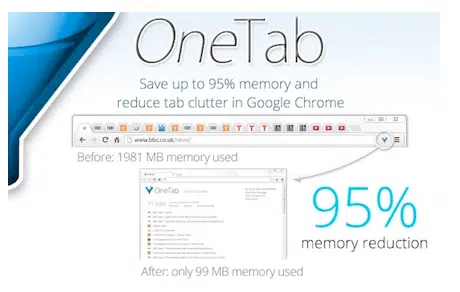 OneTab
Save up to 95% memory and
reduce tab clutter in Google Chrome
www.bbc.co.uk/news/
Before: 1981 MB memory used
OneTab
95%
memory reduction
After: only 99 MB memory used